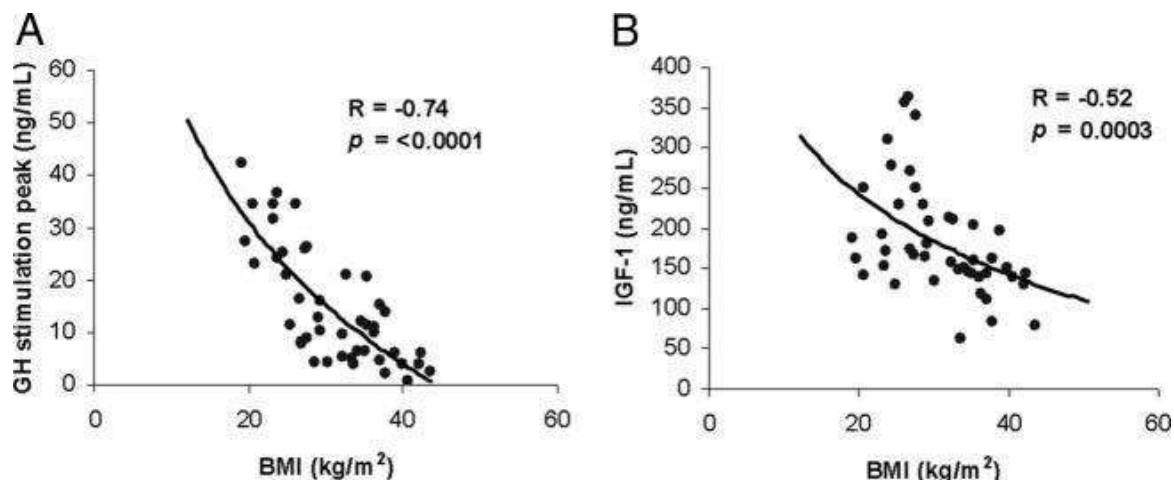 A
GH stimulation peak (ng/mL)
60
50
40
30
20
10
0
R = -0.74
p = <0.0001
0 20 40 60
BMI (kg/m²)
B
IGF-1 (ng/mL)
400
350
300
250
200
150
100
50
0
R = -0.52
p = 0.0003
0 20 40 60
BMI (kg/m²)